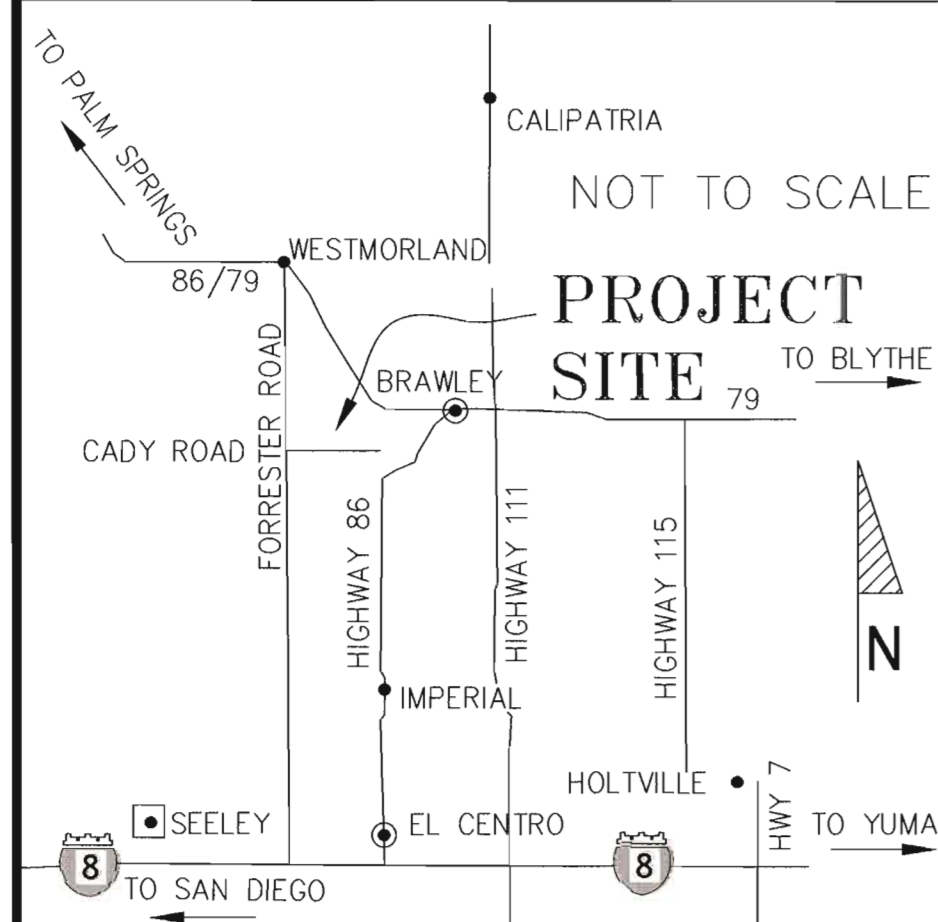 TO PALM SPRINGS
CALIPATRIA
NOT TO SCALE
WESTMORLAND
86/79
PROJECT
SITE
TO BLYTHE
BRAWLEY
79
CADY ROAD
FORRESTER ROAD
HIGHWAY 86
HIGHWAY 111
HIGHWAY 115
N
IMPERIAL
HOLTVILLE
HWY 7
SEELEY
EL CENTRO
TO YUMA
8
8
TO SAN DIEGO